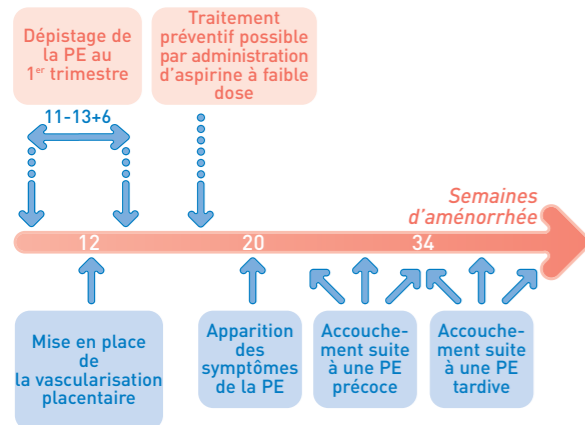 Dépistage de
la PE au
1er trimestre
Traitement
préventif possible
par administration
d'aspirine à faible
dose
11-13+6
Semaines
d'aménorrhée
12
20
34
Mise en place
de
la vascularisation
placentaire
Apparition
des
symptômes
de la PE
Accouche-
ment suite
à une PE
précoce
Accouche-
ment suite
à une PE
tardive